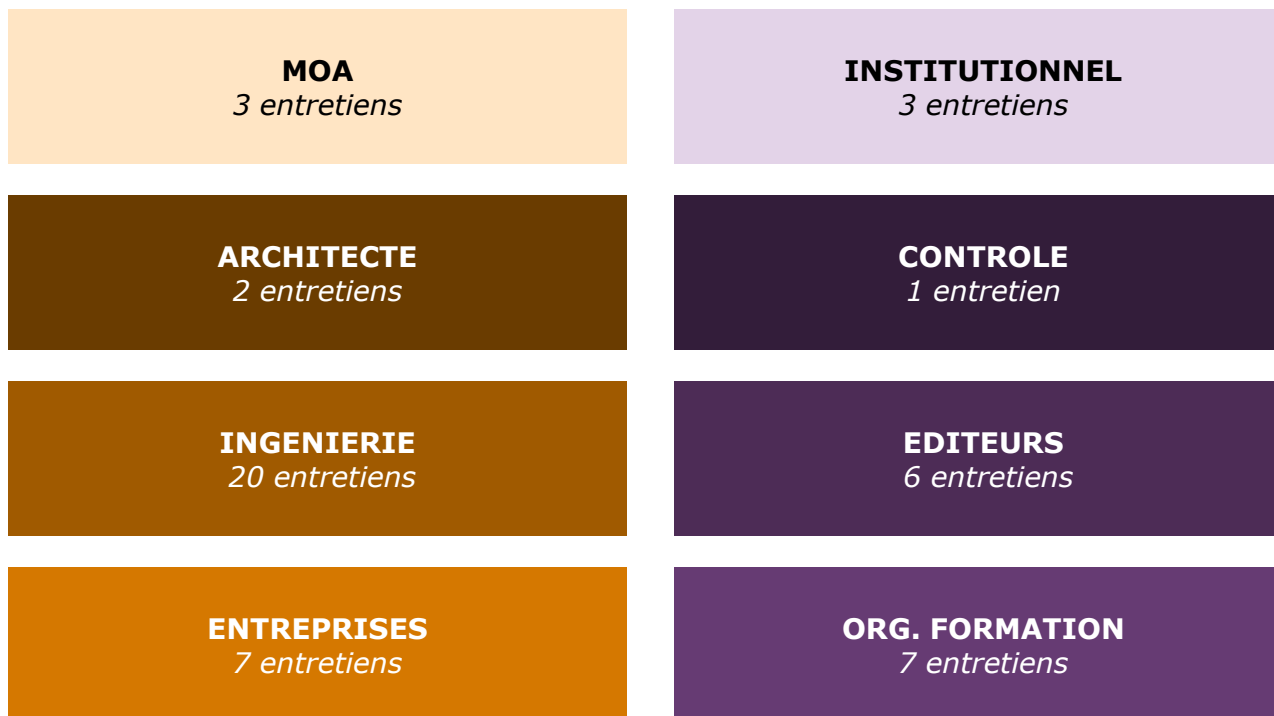 MOA
3 entretiens
INSTITUTIONNEL
3 entretiens
ARCHITECTE
2 entretiens
CONTROLE
1 entretien
INGENIERIE
20 entretiens
EDITEURS
6 entretiens
ENTREPRISES
7 entretiens
ORG. FORMATION
7 entretiens